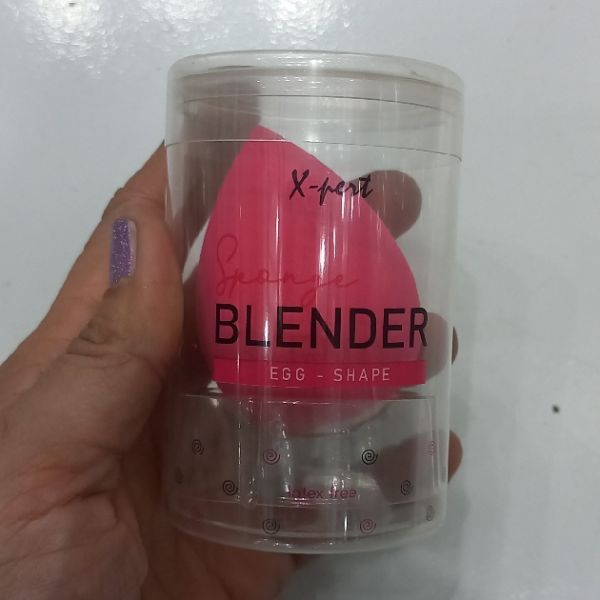 X-pert
Sponge
BLENDER
EGG - SHAPE
latex free